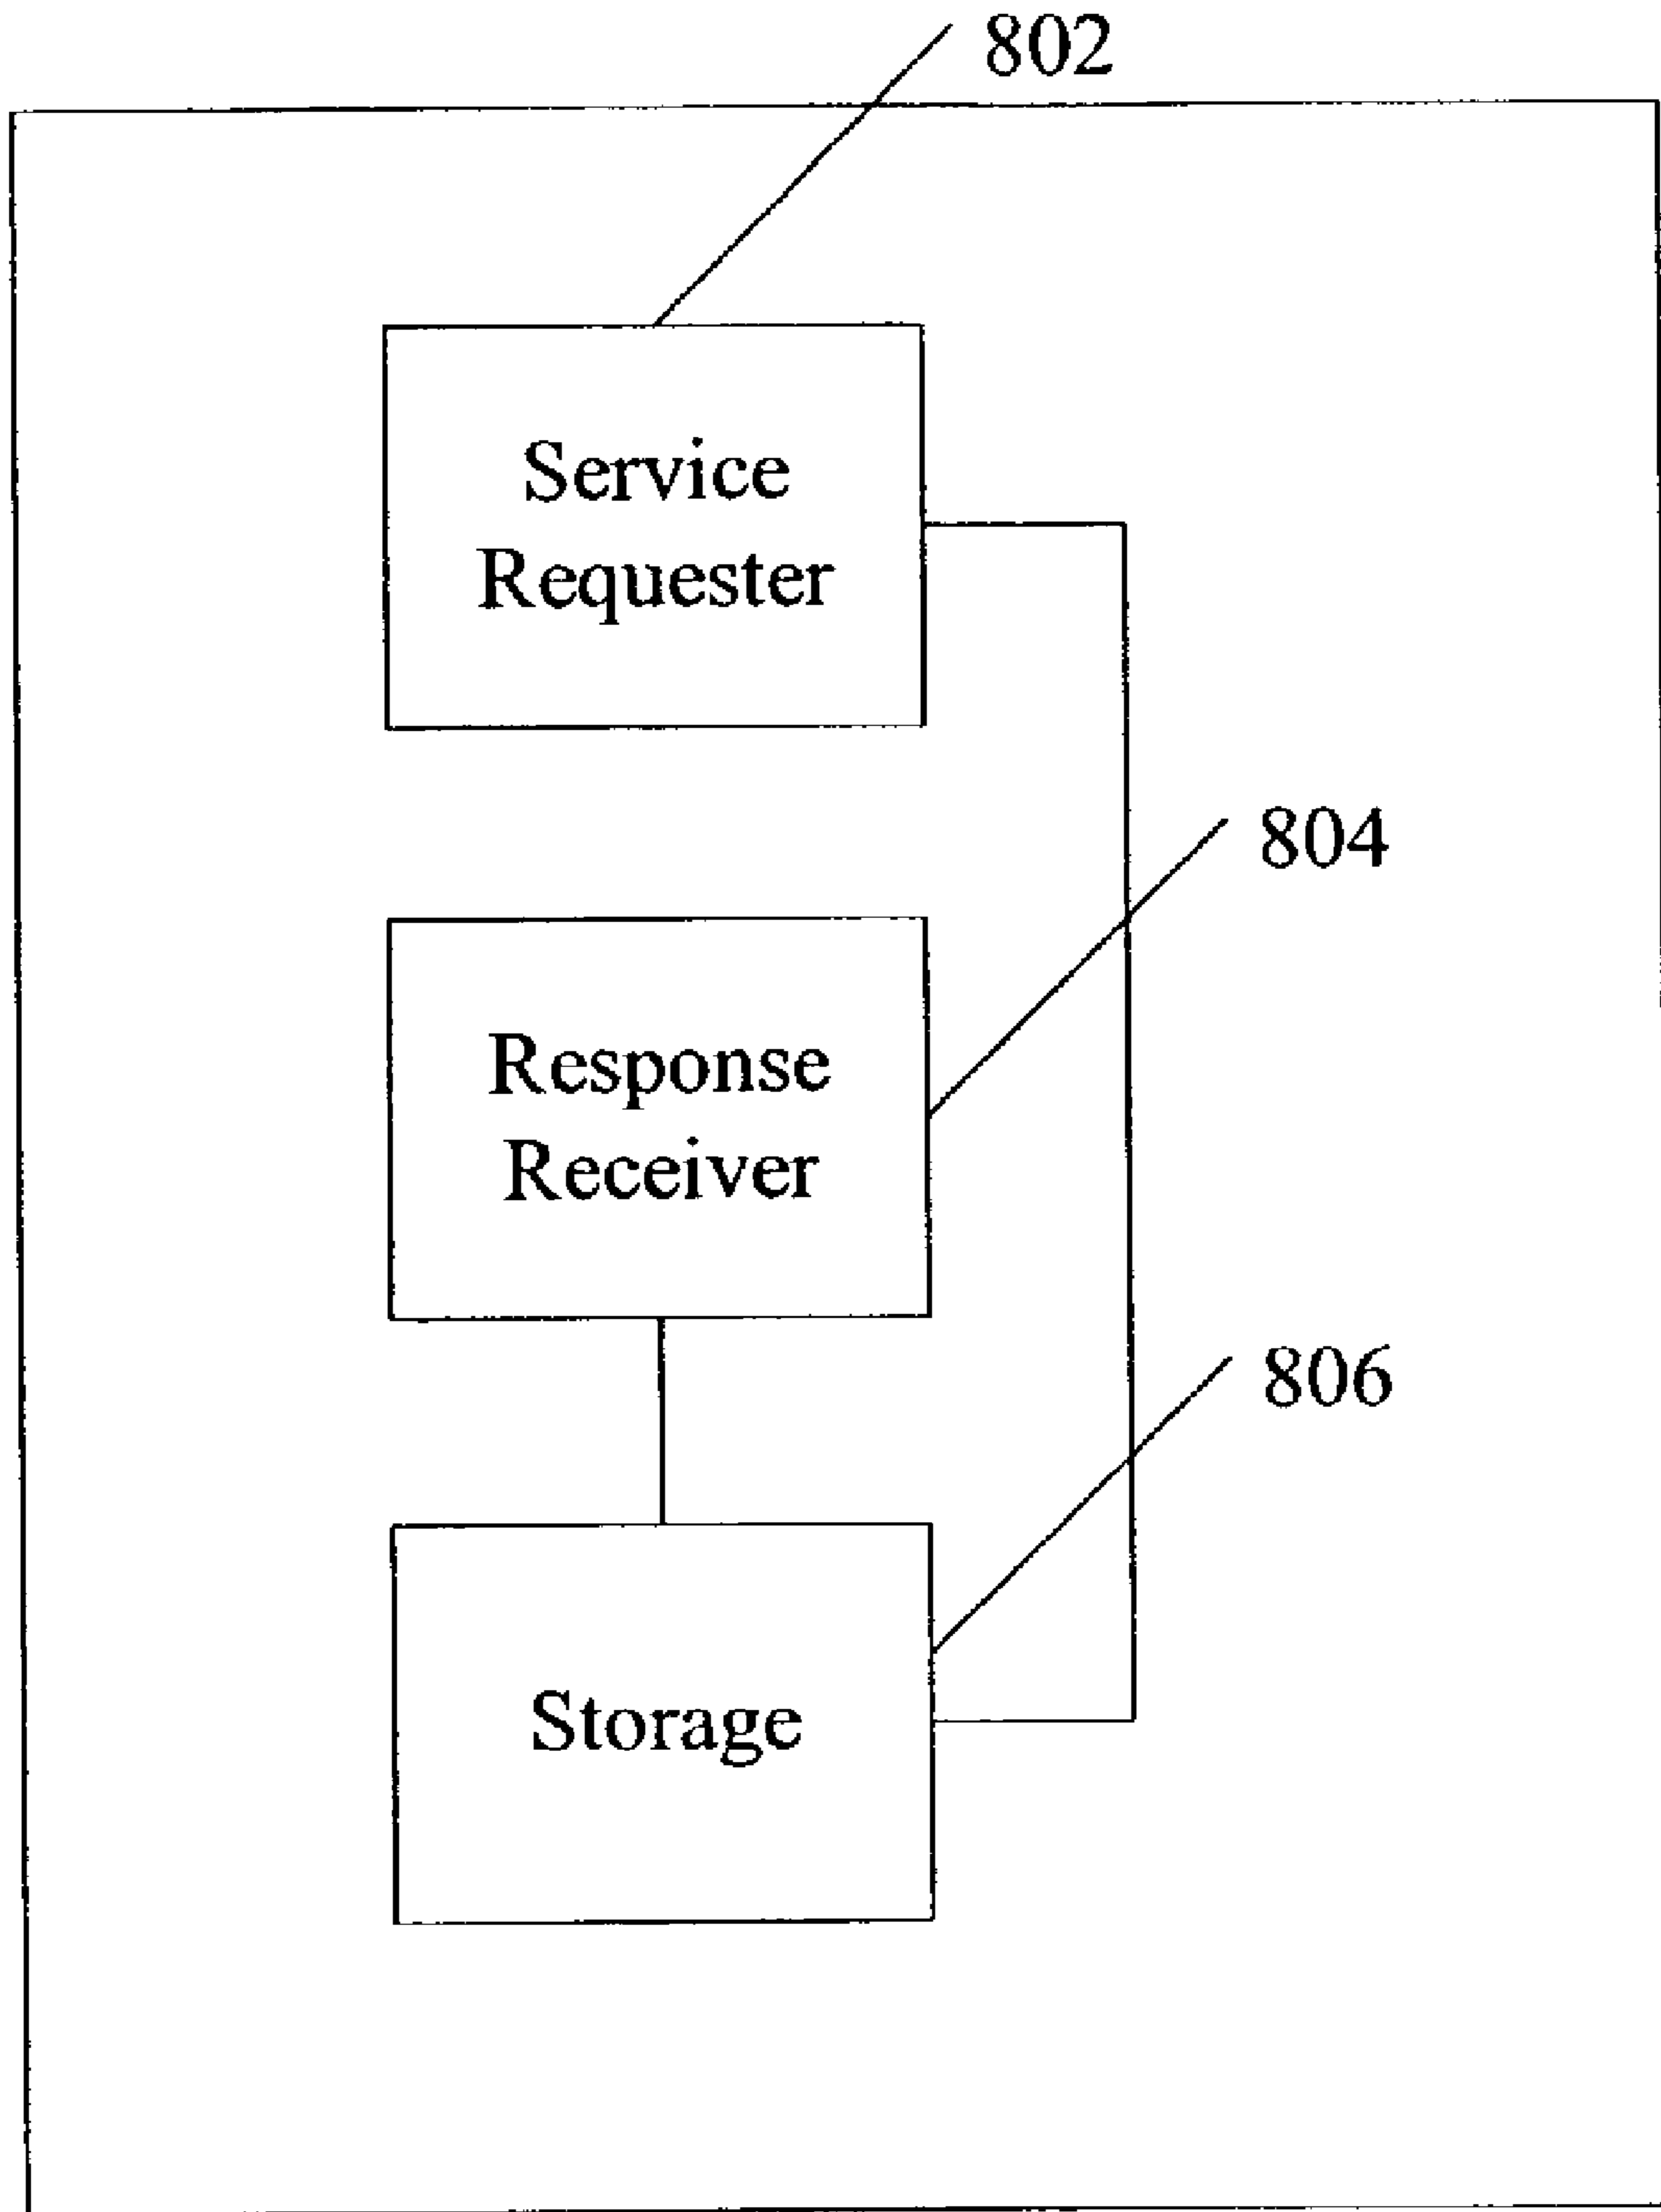 802
Service
Requester
804
Response
Receiver
806
Storage